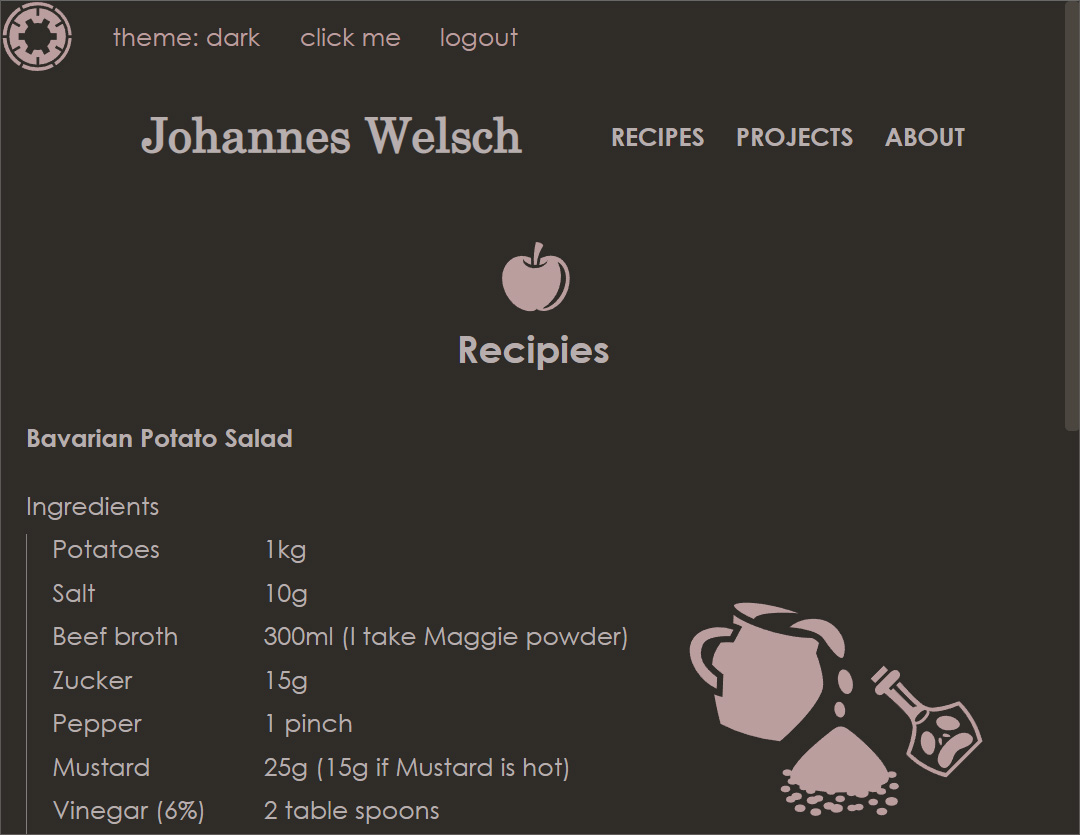 theme: dark click me logout
Johannes Welsch RECIPES PROJECTS ABOUT
Recipies
Bavarian Potato Salad
Ingredients
Potatoes 1kg
Salt 10g
Beef broth 300ml (I take Maggie powder)
Zucker 15g
Pepper 1 pinch
Mustard 25g (15g if Mustard is hot)
Vinegar (6%) 2 table spoons